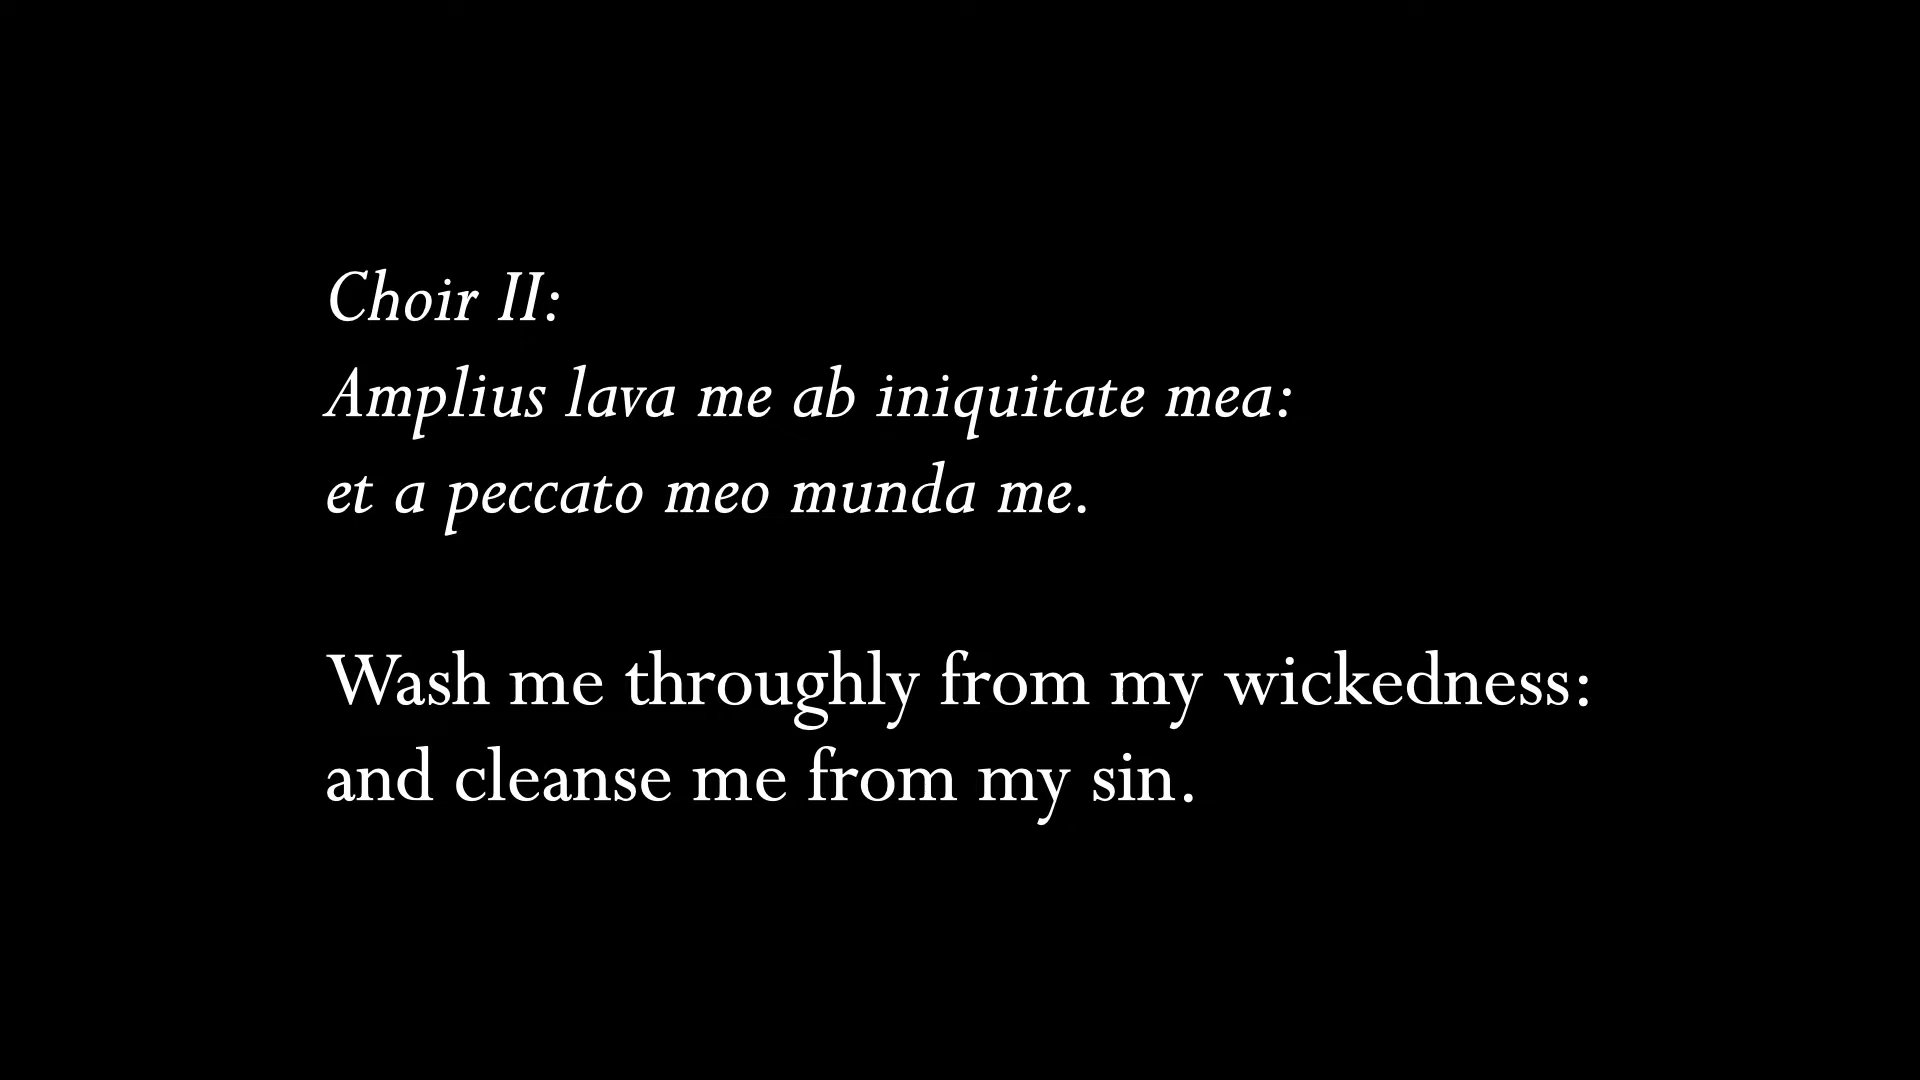 Choir II:
Amplius lava me ab iniquitate mea:
et a peccato meo munda me.
Wash me throughly from my wickedness:
and cleanse me from my sin.